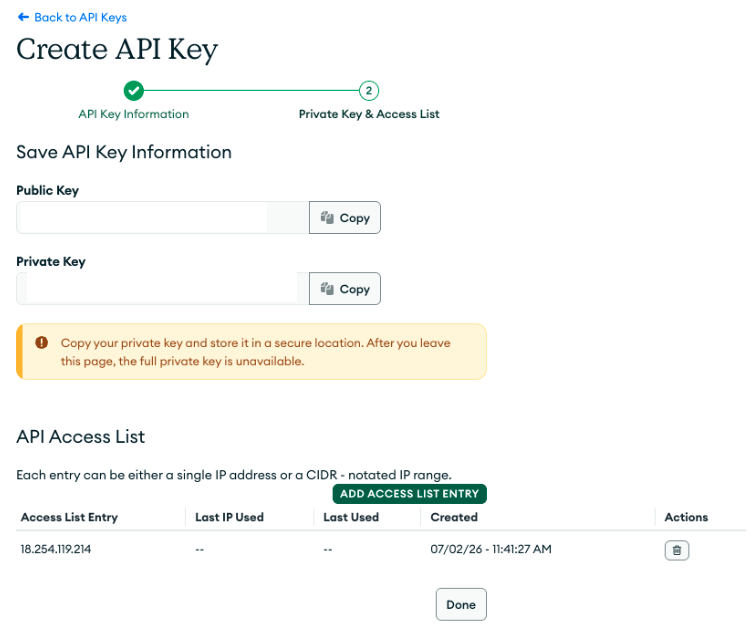 Back to API Keys
Create API Key
2
API Key Information
Private Key & Access List
Save API Key Information
Public Key
Copy
Private Key
Copy
Copy your private key and store it in a secure location. After you leave
this page, the full private key is unavailable.
API Access List
Each entry can be either a single IP address or a CIDR - notated IP range.
ADD ACCESS LIST ENTRY
Access List Entry Last IP Used Last Used Created Actions
18.254.119.214 -- -- 07/02/26 - 11:41:27 AM
Done